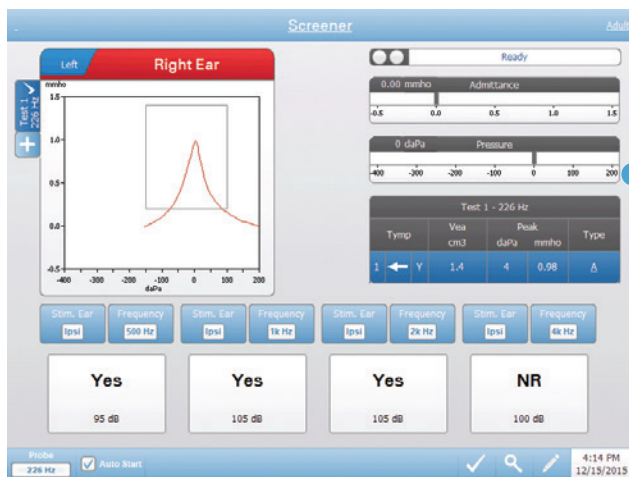 Screener
Adult
Left
Right Ear
Ready
mmho
1.5
1.0
0.5
0.0
-0.5
-400 -300 -200 -100 0 100 200
daPa
Test 1
226 Hz
0.00 mmho Admittance
-0.5 0.0 0.5 1.0 1.5
0 daPa Pressure
-400 -300 -200 -100 0 100 200
Test 1 - 226 Hz
Tymp Vea cm3 Peak daPa mmho Type
1 Y 1.4 4 0.98 A
Stim. Ear Frequency Stim. Ear Frequency Stim. Ear Frequency Stim. Ear Frequency
Ipsi 500 Hz Ipsi 1k Hz Ipsi 2k Hz Ipsi 4k Hz
Yes Yes Yes NR
95 dB 105 dB 105 dB 100 dB
Probe
226 Hz
Auto Start
4:14 PM
12/15/2015